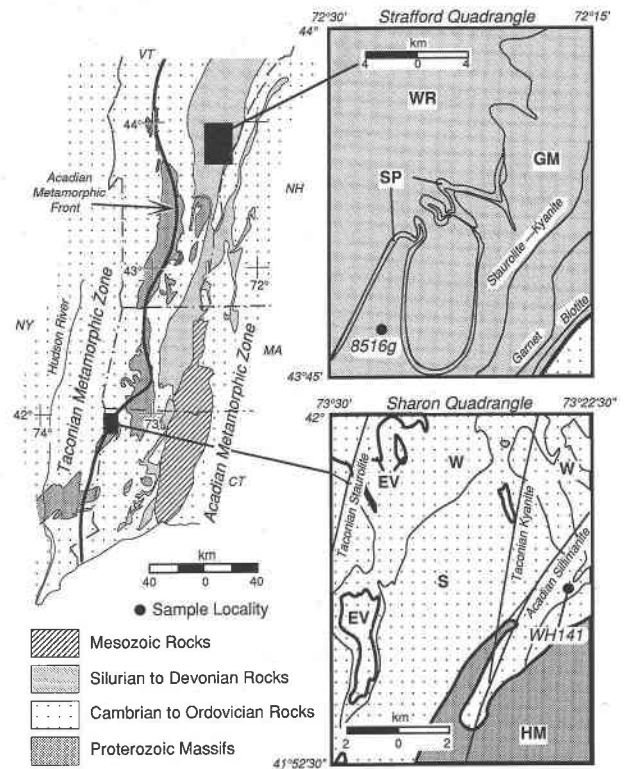 VT
44°
Acadian
Metamorphic
Front
NH
43°
72°
NY
Hudson River
Taconian Metamorphic Zone
MA
Acadian Metamorphic Zone
42°
74
73
CT
km
40 0 40
Sample Locality
Mesozoic Rocks
Silurian to Devonian Rocks
Cambrian to Ordovician Rocks
Proterozoic Massifs
72°30' Strafford Quadrangle 72°15'
44°
km
4 0 4
WR
GM
SP
Staurolite—Kyanite
Garnet
Biotite
8516g
43°45'
73°30' Sharon Quadrangle 73°22'30"
42°
EV
W
W
Taconian Staurolite
Taconian Kyanite
Acadian Sillimanite
S
EV
WH141
km
2 0 2
HM
41°52'30"